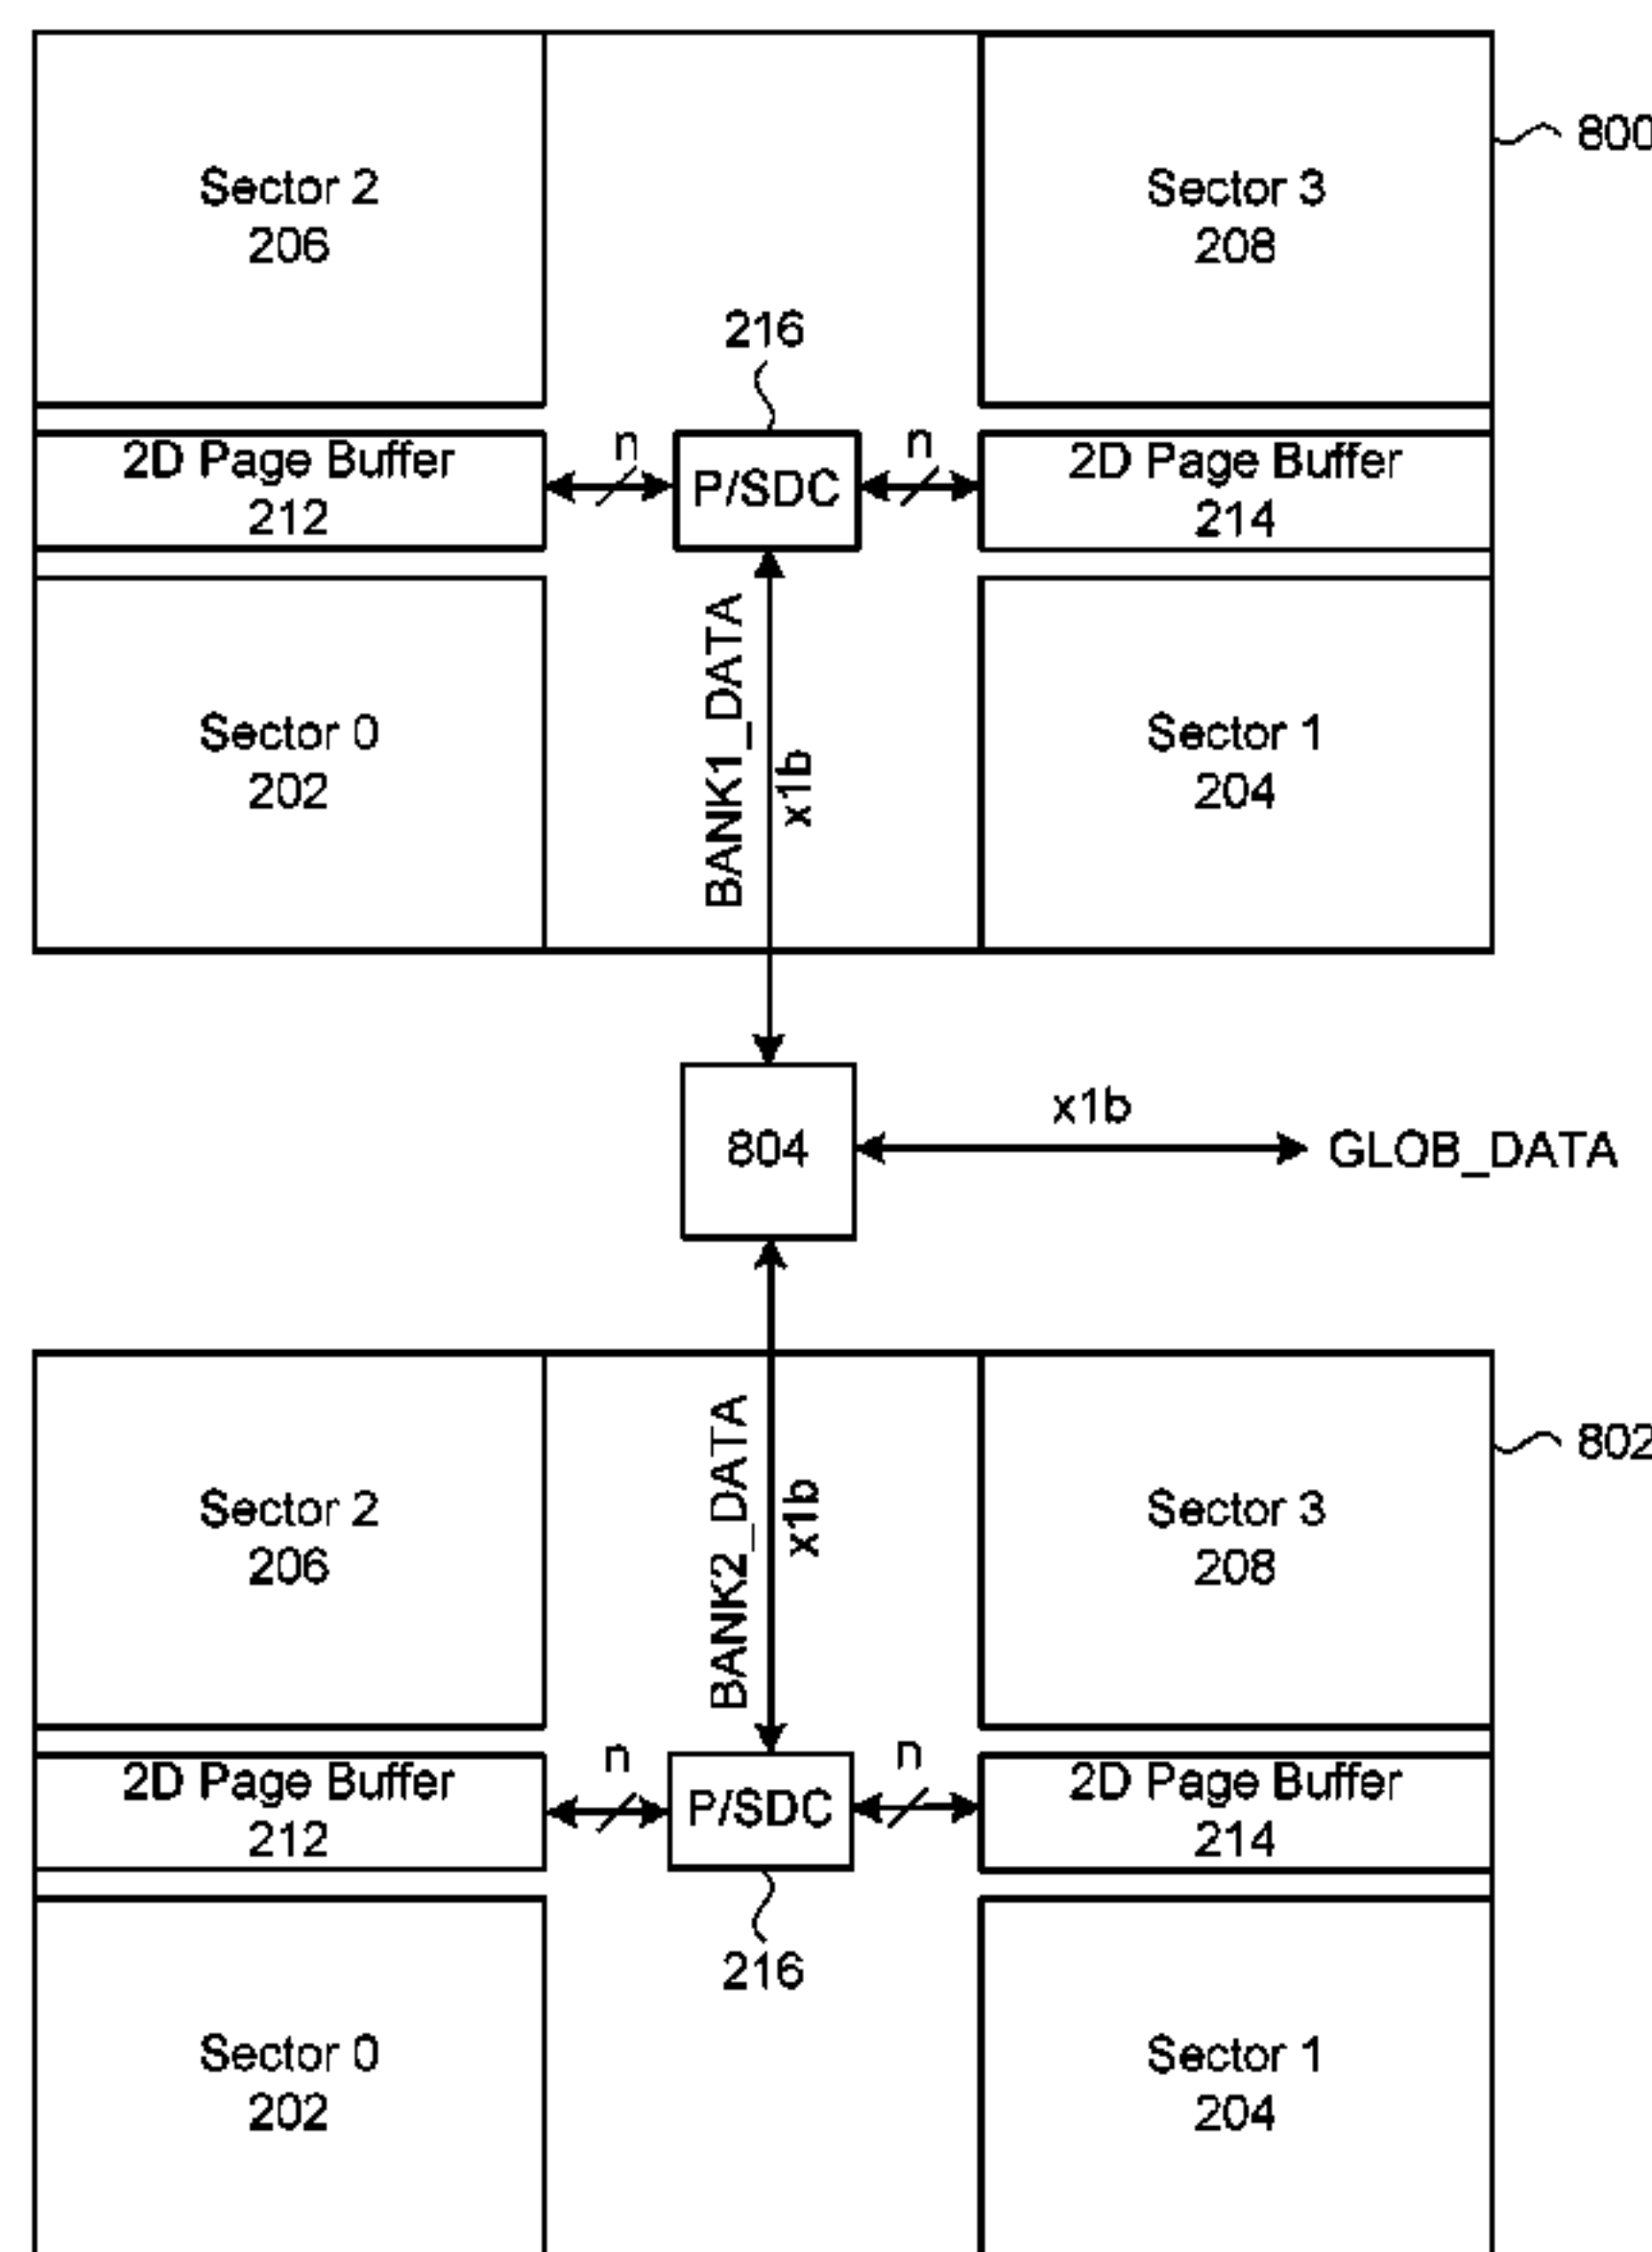 800
Sector 2
206
Sector 3
208
216
2D Page Buffer
212
n
P/SDC
n
2D Page Buffer
214
BANK1_DATA
x1b
Sector 0
202
Sector 1
204
804
x1b
GLOB_DATA
802
BANK2_DATA
x1b
Sector 2
206
Sector 3
208
2D Page Buffer
212
n
P/SDC
n
2D Page Buffer
214
216
Sector 0
202
Sector 1
204